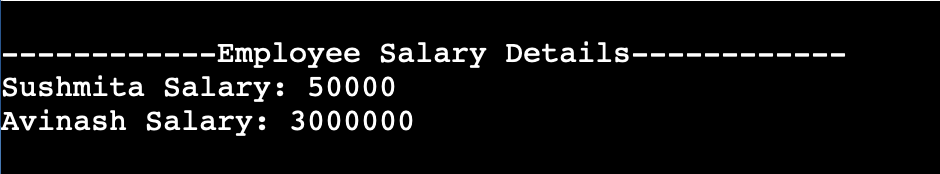 ------------Employee Salary Details------------
Sushmita Salary: 50000
Avinash Salary: 3000000